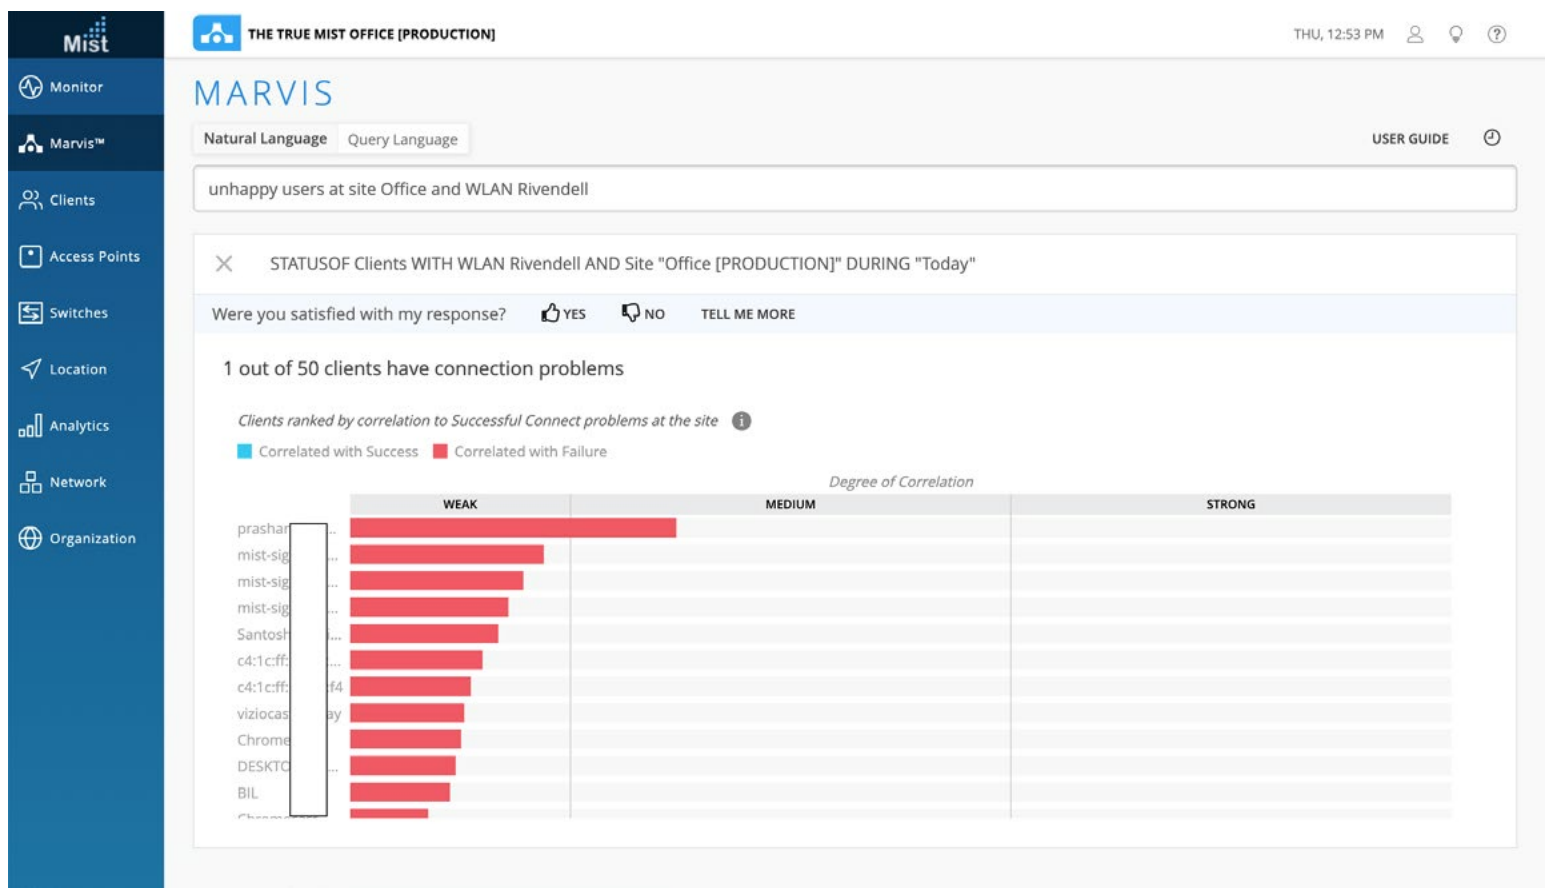 Mist
THE TRUE MIST OFFICE [PRODUCTION]
THU, 12:53 PM
Monitor
Marvis™
Clients
Access Points
Switches
Location
Analytics
Network
Organization
MARVIS
Natural Language Query Language
USER GUIDE
unhappy users at site Office and WLAN Rivendell
STATUSOF Clients WITH WLAN Rivendell AND Site "Office [PRODUCTION]" DURING "Today"
Were you satisfied with my response? YES NO TELL ME MORE
1 out of 50 clients have connection problems
Clients ranked by correlation to Successful Connect problems at the site
Correlated with Success Correlated with Failure
Degree of Correlation
WEAK MEDIUM STRONG
prashar ...
mist-sig ...
mist-sig ...
mist-sig ...
Santosh ...
c4:1c:ff: ...
c4:1c:ff: :f4
viziocas ay
Chrome
DESKTO ...
BIL